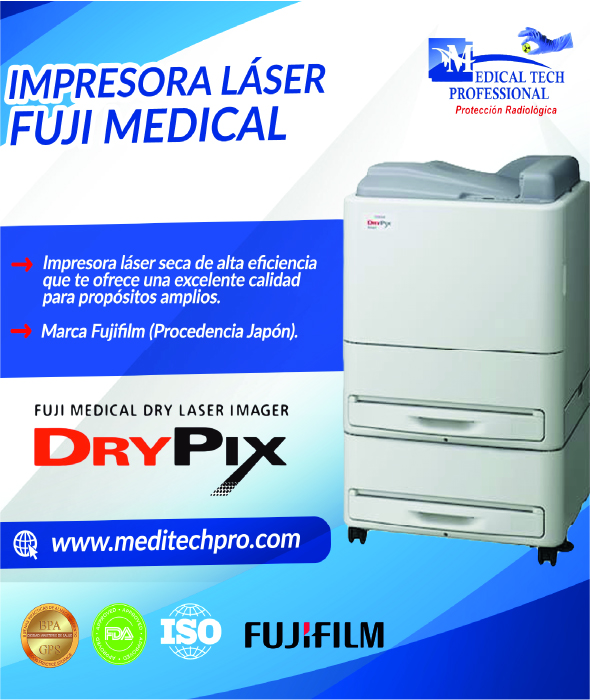 IMPRESORA LÁSER
FUJI MEDICAL
MEDICAL TECH
PROFESSIONAL
Protección Radiológica
DRYPIX
Impresora láser seca de alta eficiencia
que te ofrece una excelente calidad
para propósitos amplios.
Marca Fujifilm (Procedencia Japón).
FUJI MEDICAL DRY LASER IMAGER
DRYPIX
www.meditechpro.com
BPA
GPS
FDA
ISO
FUJIFILM